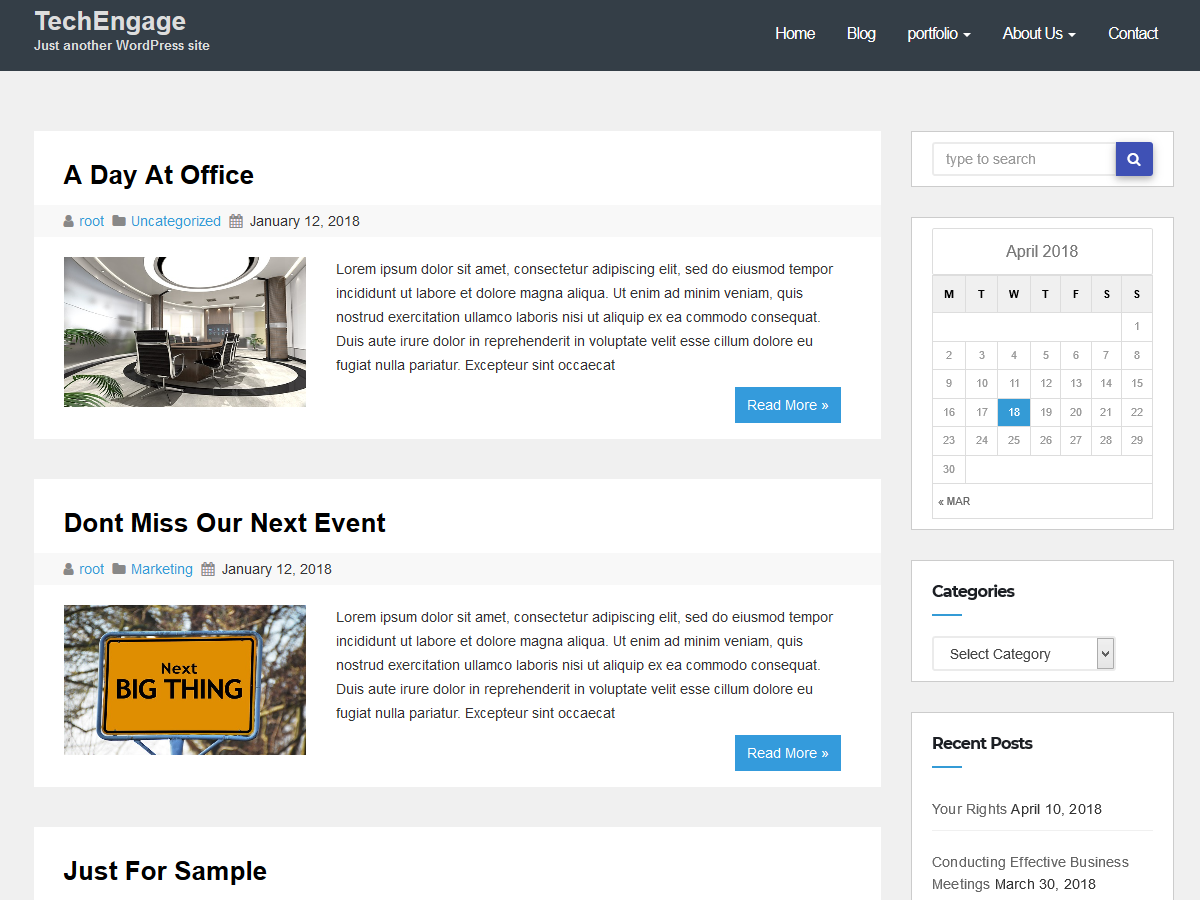 TechEngage
Just another WordPress site
Home Blog portfolio About Us Contact
A Day At Office
root Uncategorized January 12, 2018
Lorem ipsum dolor sit amet, consectetur adipiscing elit, sed do eiusmod tempor
incididunt ut labore et dolore magna aliqua. Ut enim ad minim veniam, quis
nostrud exercitation ullamco laboris nisi ut aliquip ex ea commodo consequat.
Duis aute irure dolor in reprehenderit in voluptate velit esse cillum dolore eu
fugiat nulla pariatur. Excepteur sint occaecat
Read More »
Dont Miss Our Next Event
root Marketing January 12, 2018
Next
BIG THING
Lorem ipsum dolor sit amet, consectetur adipiscing elit, sed do eiusmod tempor
incididunt ut labore et dolore magna aliqua. Ut enim ad minim veniam, quis
nostrud exercitation ullamco laboris nisi ut aliquip ex ea commodo consequat.
Duis aute irure dolor in reprehenderit in voluptate velit esse cillum dolore eu
fugiat nulla pariatur. Excepteur sint occaecat
Read More »
Just For Sample
type to search
April 2018
M T W T F S S
1
2 3 4 5 6 7 8
9 10 11 12 13 14 15
16 17 18 19 20 21 22
23 24 25 26 27 28 29
30
« MAR
Categories
Select Category
Recent Posts
Your Rights April 10, 2018
Conducting Effective Business
Meetings March 30, 2018